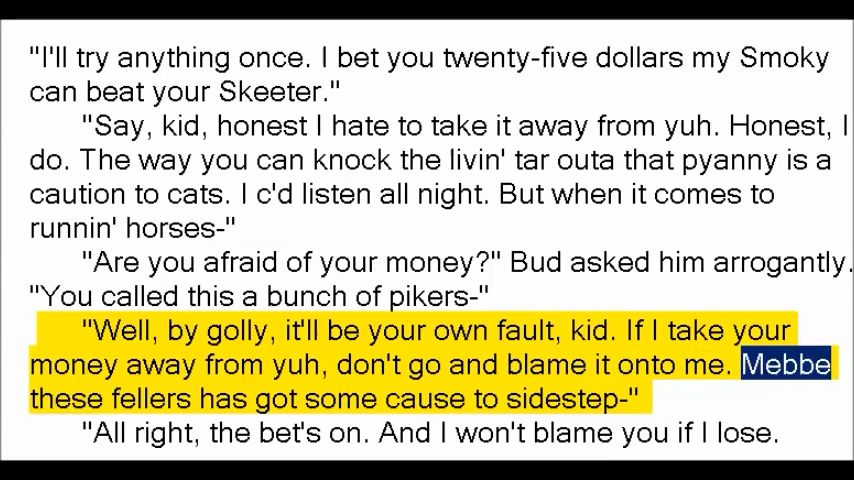 "I'll try anything once. I bet you twenty-five dollars my Smoky
can beat your Skeeter."
"Say, kid, honest I hate to take it away from yuh. Honest, I
do. The way you can knock the livin' tar outa that pyanny is a
caution to cats. I c'd listen all night. But when it comes to
runnin' horses-"
"Are you afraid of your money?" Bud asked him arrogantly.
"You called this a bunch of pikers-"
"Well, by golly, it'll be your own fault, kid. If I take your
money away from yuh, don't go and blame it onto me. Mebbe
these fellers has got some cause to sidestep-"
"All right, the bet's on. And I won't blame you if I lose.